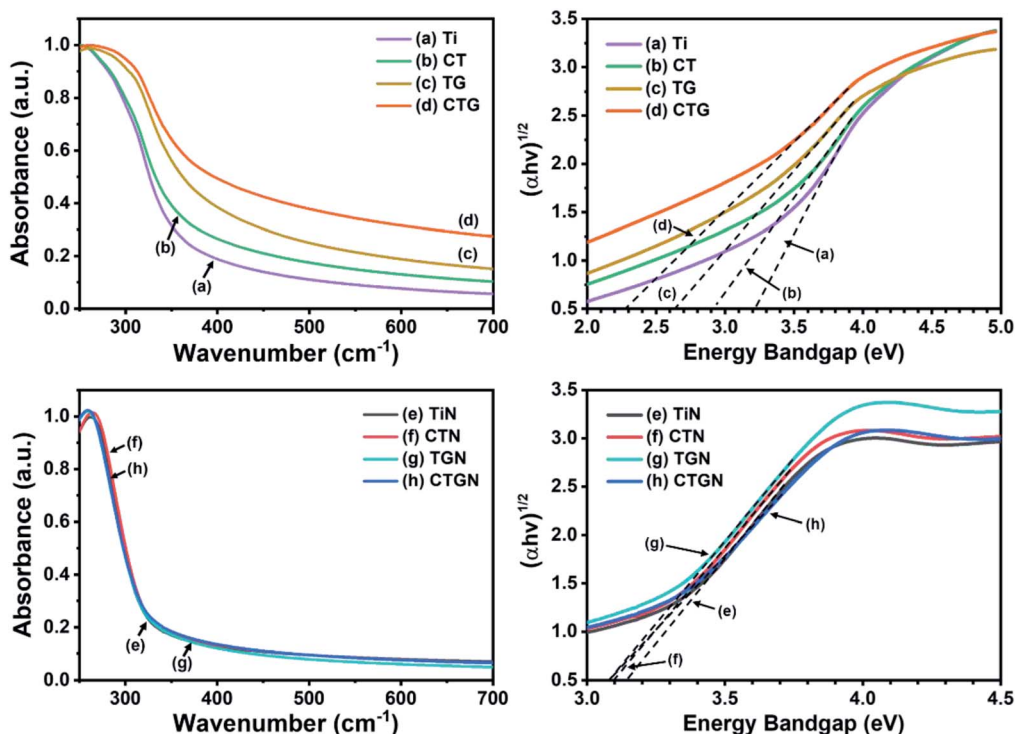 Absorbance (a.u.)
1.0
0.8
0.6
0.4
0.2
0.0
(a) Ti
(b) CT
(c) TG
(d) CTG
(d)
(c)
(b)
(a)
300 400 500 600 700
Wavenumber (cm⁻¹)
(αhv)^1/2
3.5
3.0
2.5
2.0
1.5
1.0
0.5
(a) Ti
(b) CT
(c) TG
(d) CTG
(d)
(a)
(c)
(b)
2.0 2.5 3.0 3.5 4.0 4.5 5.0
Energy Bandgap (eV)
Absorbance (a.u.)
1.0
0.8
0.6
0.4
0.2
0.0
(e) TiN
(f) CTN
(g) TGN
(h) CTGN
(f)
(h)
(e)
(g)
300 400 500 600 700
Wavenumber (cm⁻¹)
(αhv)^1/2
3.5
3.0
2.5
2.0
1.5
1.0
0.5
(e) TiN
(f) CTN
(g) TGN
(h) CTGN
(g)
(h)
(e)
(f)
3.0 3.5 4.0 4.5
Energy Bandgap (eV)